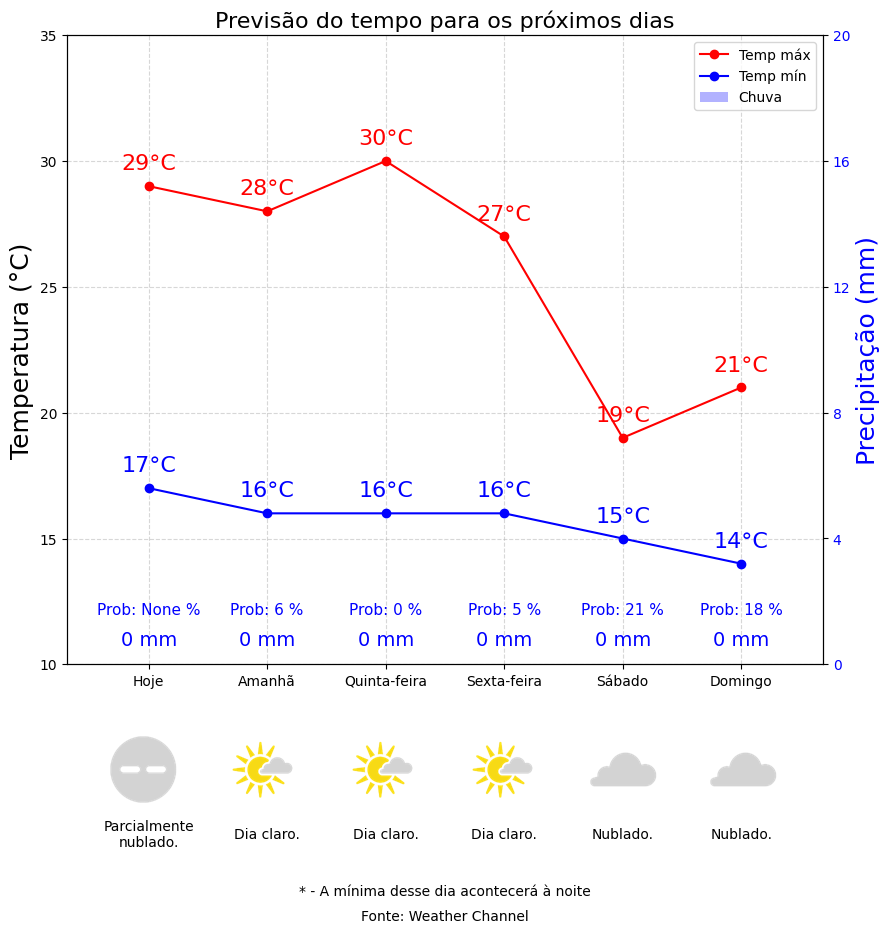 Previsão do tempo para os próximos dias
35
30
25
20
15
10
Temperatura (°C)
20
16
12
8
4
0
Precipitação (mm)
Temp máx
Temp mín
Chuva
29°C
28°C
30°C
27°C
19°C
21°C
17°C
16°C
16°C
16°C
15°C
14°C
Prob: None %
Prob: 6 %
Prob: 0 %
Prob: 5 %
Prob: 21 %
Prob: 18 %
0 mm
0 mm
0 mm
0 mm
0 mm
0 mm
Hoje
Amanhã
Quinta-feira
Sexta-feira
Sábado
Domingo
Parcialmente
nublado.
Dia claro.
Dia claro.
Dia claro.
Nublado.
Nublado.
* - A mínima desse dia acontecerá à noite
Fonte: Weather Channel